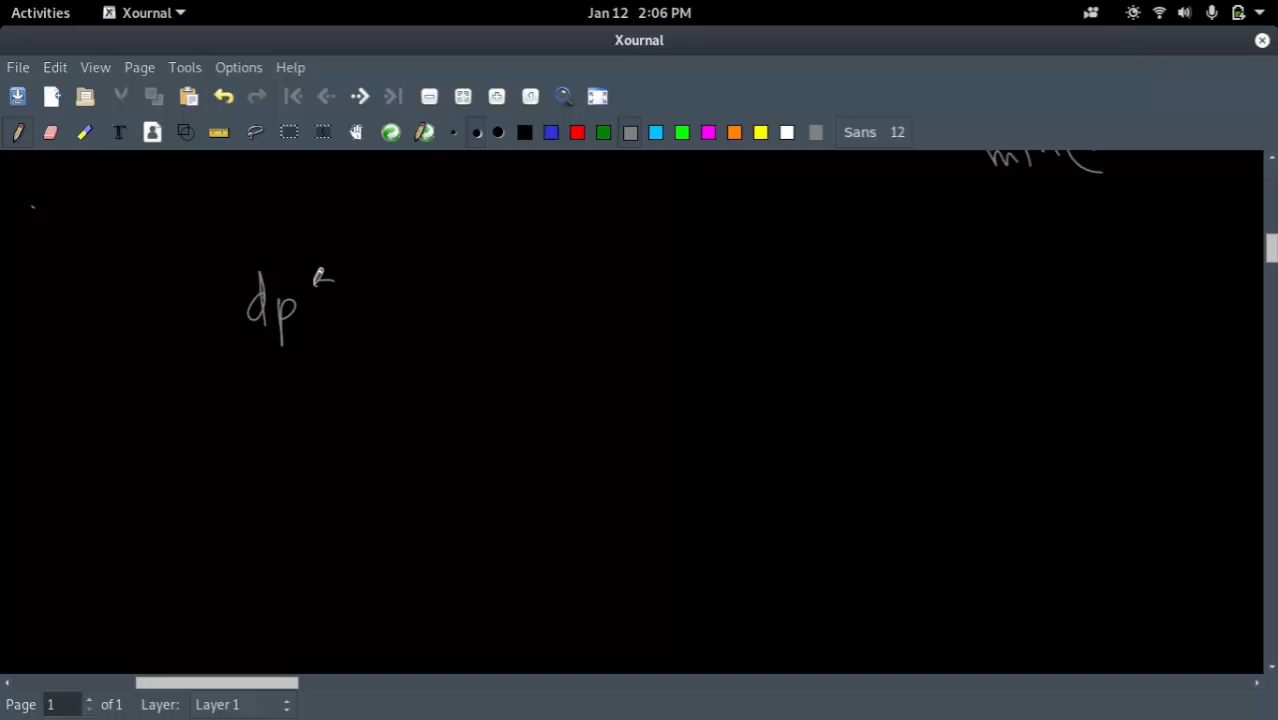 Activities Xournal Jan 12 2:06 PM
Xournal
File Edit View Page Tools Options Help
Sans 12
dp
Page 1 of 1 Layer: Layer 1